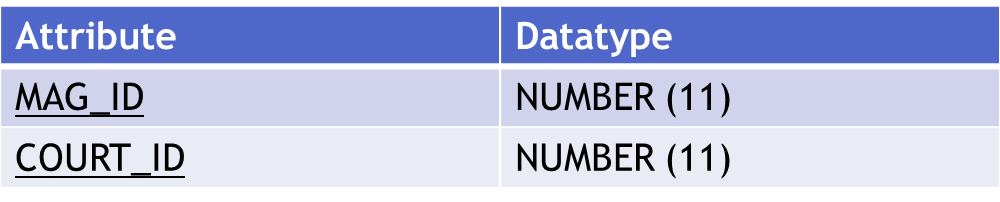 Attribute Datatype
MAG_ID NUMBER (11)
COURT_ID NUMBER (11)